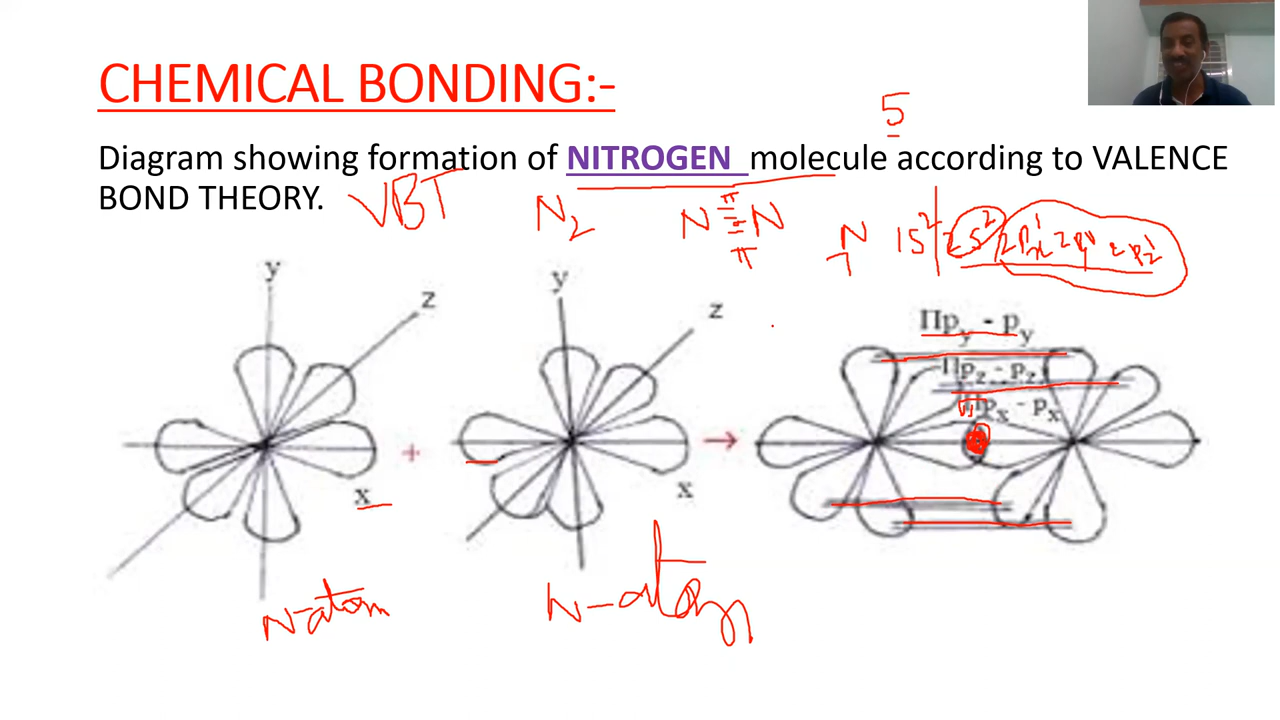 CHEMICAL BONDING:-
5
Diagram showing formation of NITROGEN molecule according to VALENCE
BOND THEORY.
VBT N₂ N π π N N 7 1S² 2S² 2Px¹ 2Py¹ 2Pz¹
y z y z
Πpy - py
Πpz - pz
px - px
+ →
x x
N-atom N-atom